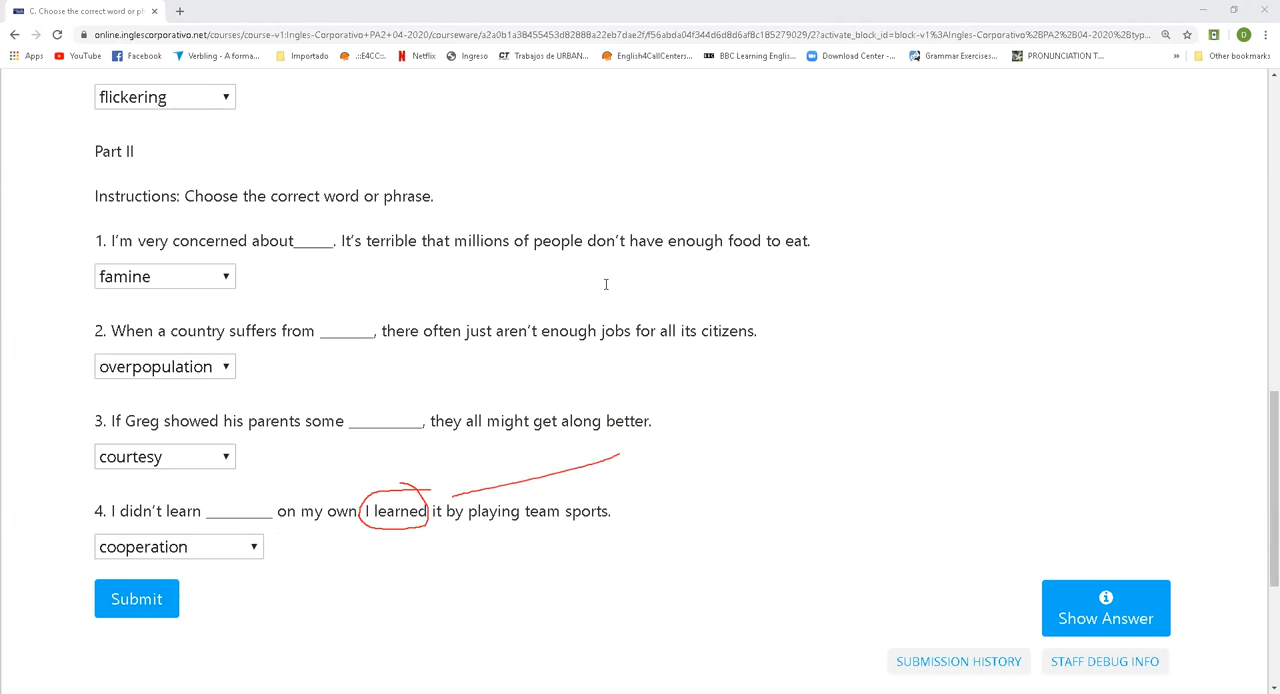 C. Choose the correct word or ph
online.inglescorporativo.net/courses/course-v1:Ingles-Corporativo+PA2+04-2020/courseware/a2a0b1a38455453d82888a22eb7dae2f/f56abda04f344d6d8d6af8c185279029/2?activate_block_id=block-v1%3AIngles-Corporativo%2BPA2%2B04-2020%2Btyp...
D
Apps YouTube Facebook Verbling - A forma... Importado .::E4CC::. Netflix Ingreso CT Trabajos de URBAN... English4CallCenters... BBC Learning Englis... Download Center -... Grammar Exercises... PRONUNCIATION T... » Other bookmarks
flickering
Part II
Instructions: Choose the correct word or phrase.
1. I'm very concerned about_____. It's terrible that millions of people don't have enough food to eat.
famine
2. When a country suffers from _______, there often just aren't enough jobs for all its citizens.
overpopulation
3. If Greg showed his parents some _________, they all might get along better.
courtesy
4. I didn't learn ________ on my own. I learned it by playing team sports.
cooperation
Submit
Show Answer
SUBMISSION HISTORY STAFF DEBUG INFO